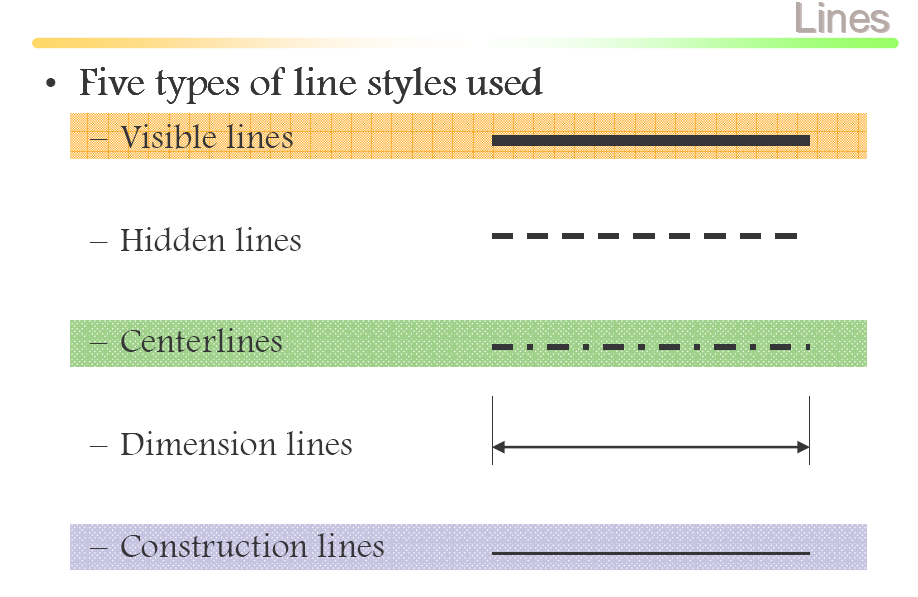 Lines
• Five types of line styles used
– Visible lines
– Hidden lines
– Centerlines
– Dimension lines
– Construction lines